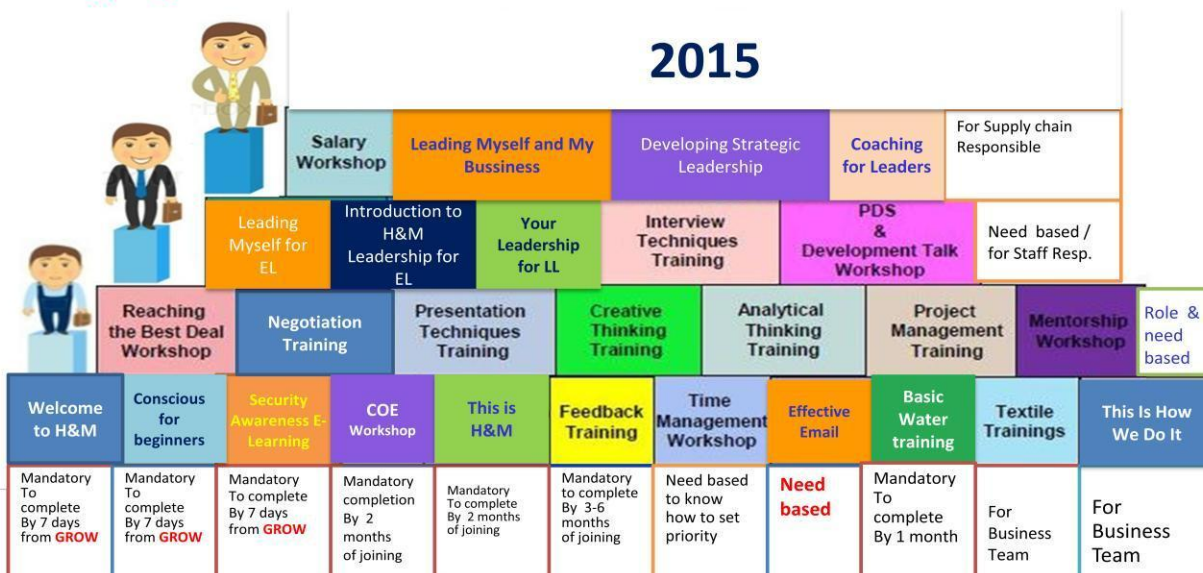 2015
Salary
Workshop
Leading Myself and My
Bussiness
Developing Strategic
Leadership
Coaching
for Leaders
For Supply chain
Responsible
Leading
Myself for
EL
Introduction to
H&M
Leadership for
EL
Your
Leadership
for LL
Interview
Techniques
Training
PDS
&
Development Talk
Workshop
Need based /
for Staff Resp.
Reaching
the Best Deal
Workshop
Negotiation
Training
Presentation
Techniques
Training
Creative
Thinking
Training
Analytical
Thinking
Training
Project
Management
Training
Mentorship
Workshop
Role &
need
based
Welcome
to H&M
Conscious
for
beginners
Security
Awareness E-
Learning
COE
Workshop
This is
H&M
Feedback
Training
Time
Management
Workshop
Effective
Email
Basic
Water
training
Textile
Trainings
This Is How
We Do It
Mandatory
To
complete
By 7 days
from GROW
Mandatory
To
complete
By 7 days
from GROW
Mandatory
To complete
By 7 days
from GROW
Mandatory
completion
By 2
months
of joining
Mandatory
To complete
By 2 months
of joining
Mandatory
to complete
By 3-6
months
of joining
Need based
to know
how to set
priority
Need
based
Mandatory
To
complete
By 1 month
For
Business
Team
For
Business
Team